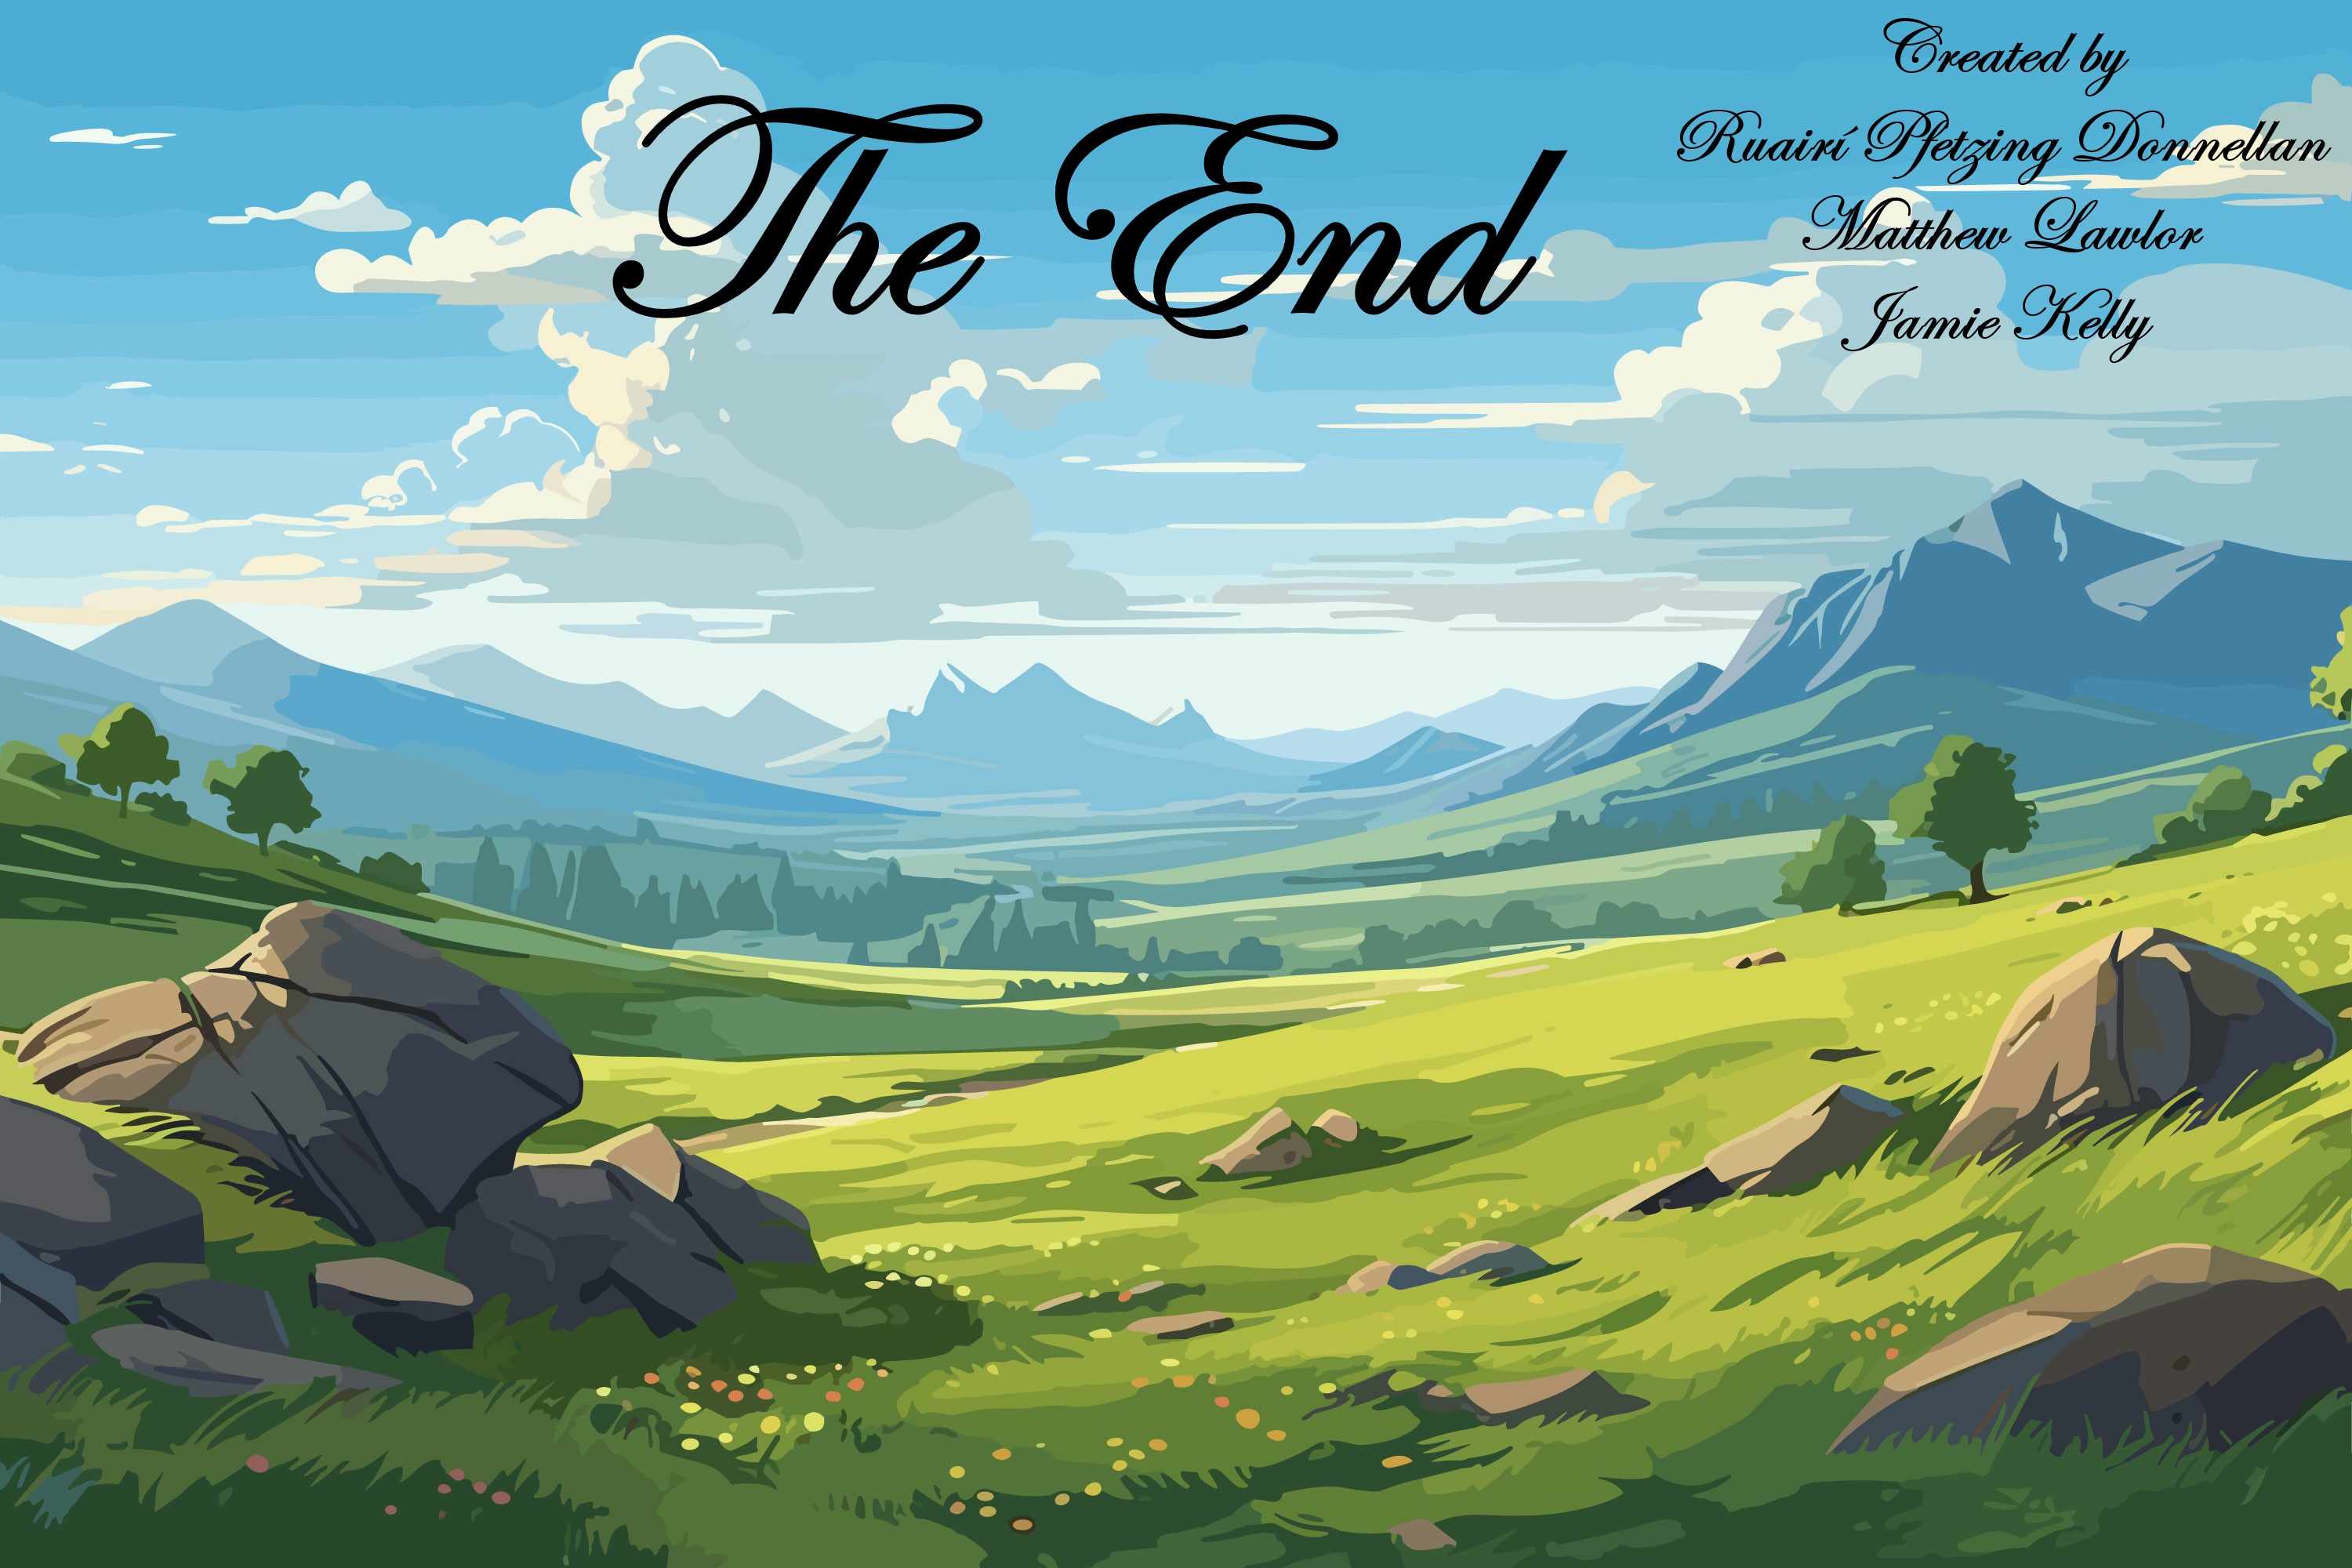 The End
Created by
Ruairí Pfetzing Donnellan
Matthew Lawlor
Jamie Kelly